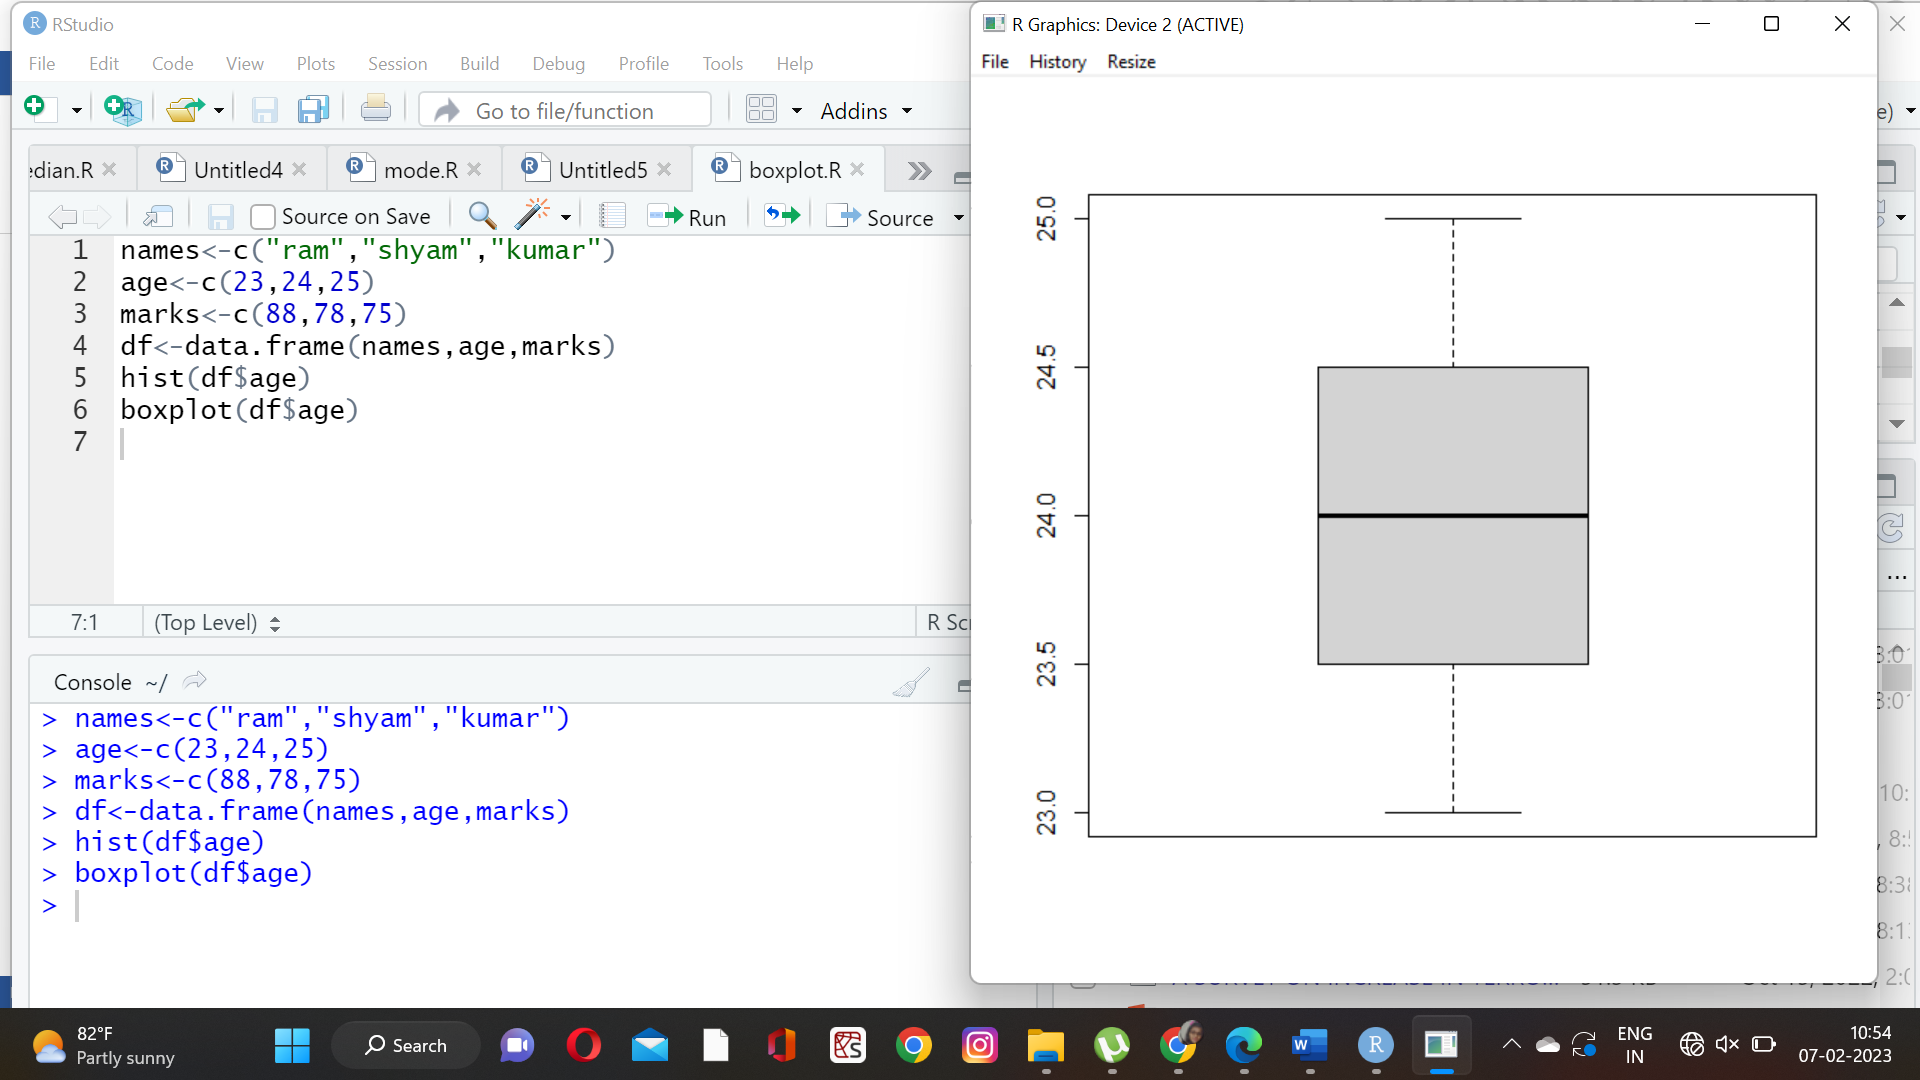 RStudio
File Edit Code View Plots Session Build Debug Profile Tools Help
Go to file/function Addins
edian.R Untitled4 mode.R Untitled5 boxplot.R
Source on Save Run Source
1 names<-c("ram","shyam","kumar")
2 age<-c(23,24,25)
3 marks<-c(88,78,75)
4 df<-data.frame(names,age,marks)
5 hist(df$age)
6 boxplot(df$age)
7
7:1 (Top Level) R Sc
Console ~/
> names<-c("ram","shyam","kumar")
> age<-c(23,24,25)
> marks<-c(88,78,75)
> df<-data.frame(names,age,marks)
> hist(df$age)
> boxplot(df$age)
>
R Graphics: Device 2 (ACTIVE)
File History Resize
25.0
24.5
24.0
23.5
23.0
82°F
Partly sunny
Search
ENG
IN
10:54
07-02-2023